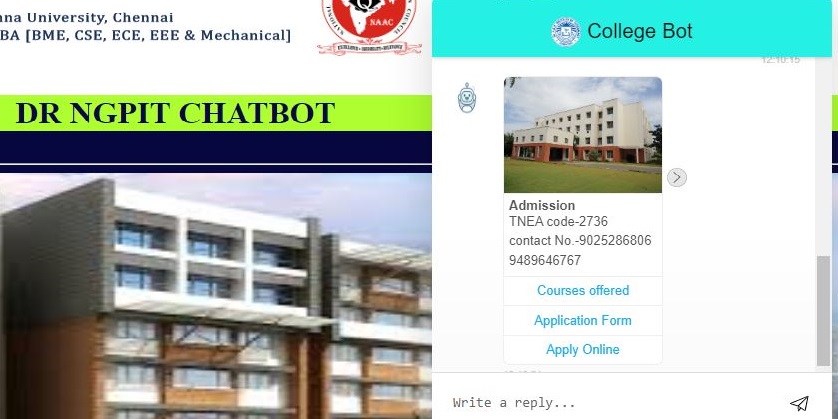 na University, Chennai
BA [BME, CSE, ECE, EEE & Mechanical]
NAAC
DR NGPIT CHATBOT
College Bot
12:10:15
Admission
TNEA code-2736
contact No.-9025286806
9489646767
Courses offered
Application Form
Apply Online
Write a reply...